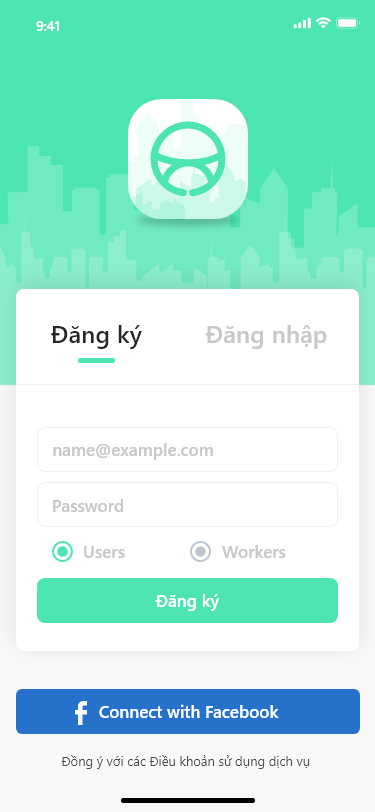 9:41
Đăng ký
Đăng nhập
name@example.com
Password
Users
Workers
Đăng ký
Connect with Facebook
Đồng ý với các Điều khoản sử dụng dịch vụ